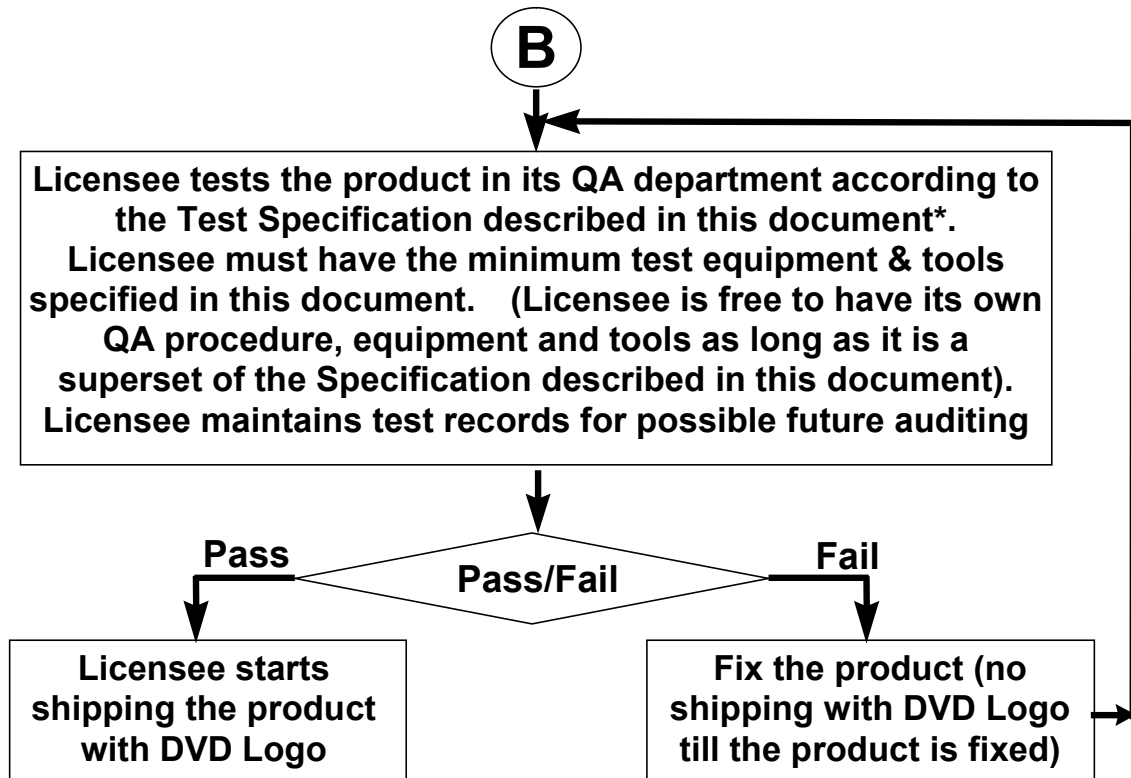 B
Licensee tests the product in its QA department according to
the Test Specification described in this document*.
Licensee must have the minimum test equipment & tools
specified in this document. (Licensee is free to have its own
QA procedure, equipment and tools as long as it is a
superset of the Specification described in this document).
Licensee maintains test records for possible future auditing
Pass
Pass/Fail
Fail
Licensee starts
shipping the product
with DVD Logo
Fix the product (no
shipping with DVD Logo
till the product is fixed)